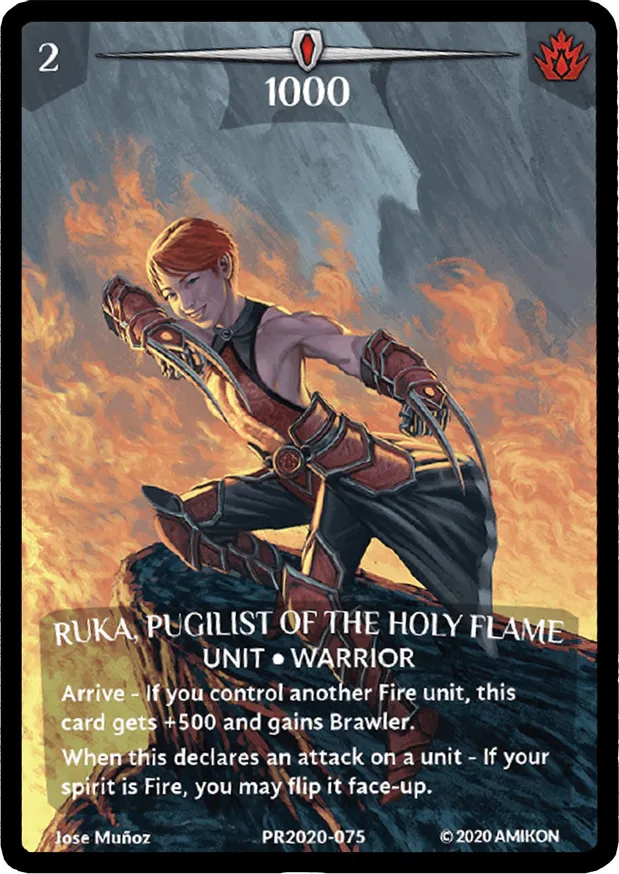 2
1000
RUKA, PUGILIST OF THE HOLY FLAME
UNIT • WARRIOR
Arrive - If you control another Fire unit, this
card gets +500 and gains Brawler.
When this declares an attack on a unit - If your
spirit is Fire, you may flip it face-up.
Jose Muñoz PR2020-075 © 2020 AMIKON